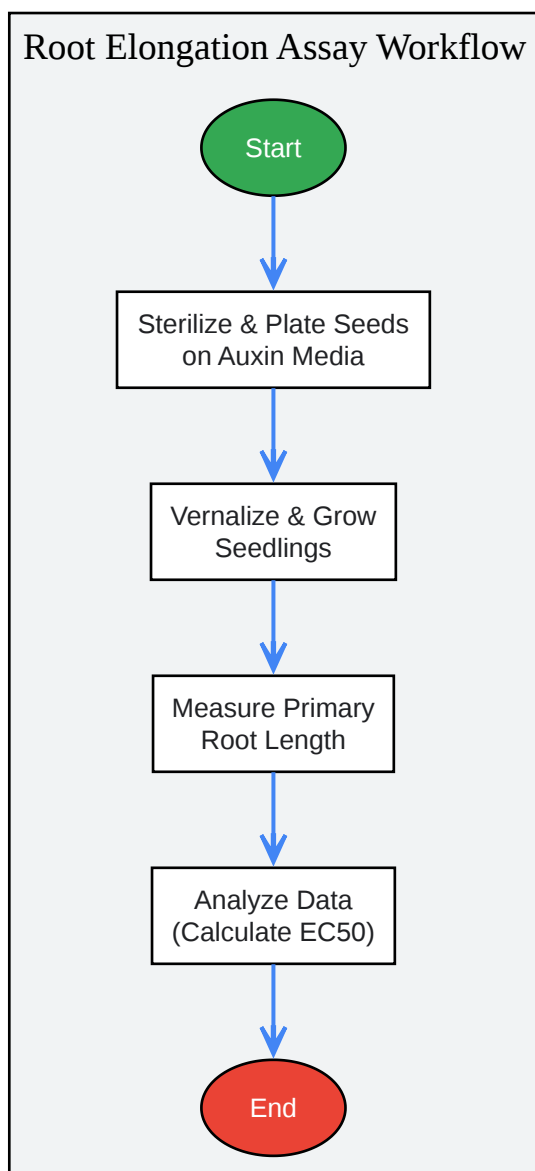 Root Elongation Assay Workflow
Start
Sterilize & Plate Seeds
on Auxin Media
Vernalize & Grow
Seedlings
Measure Primary
Root Length
Analyze Data
(Calculate EC50)
End